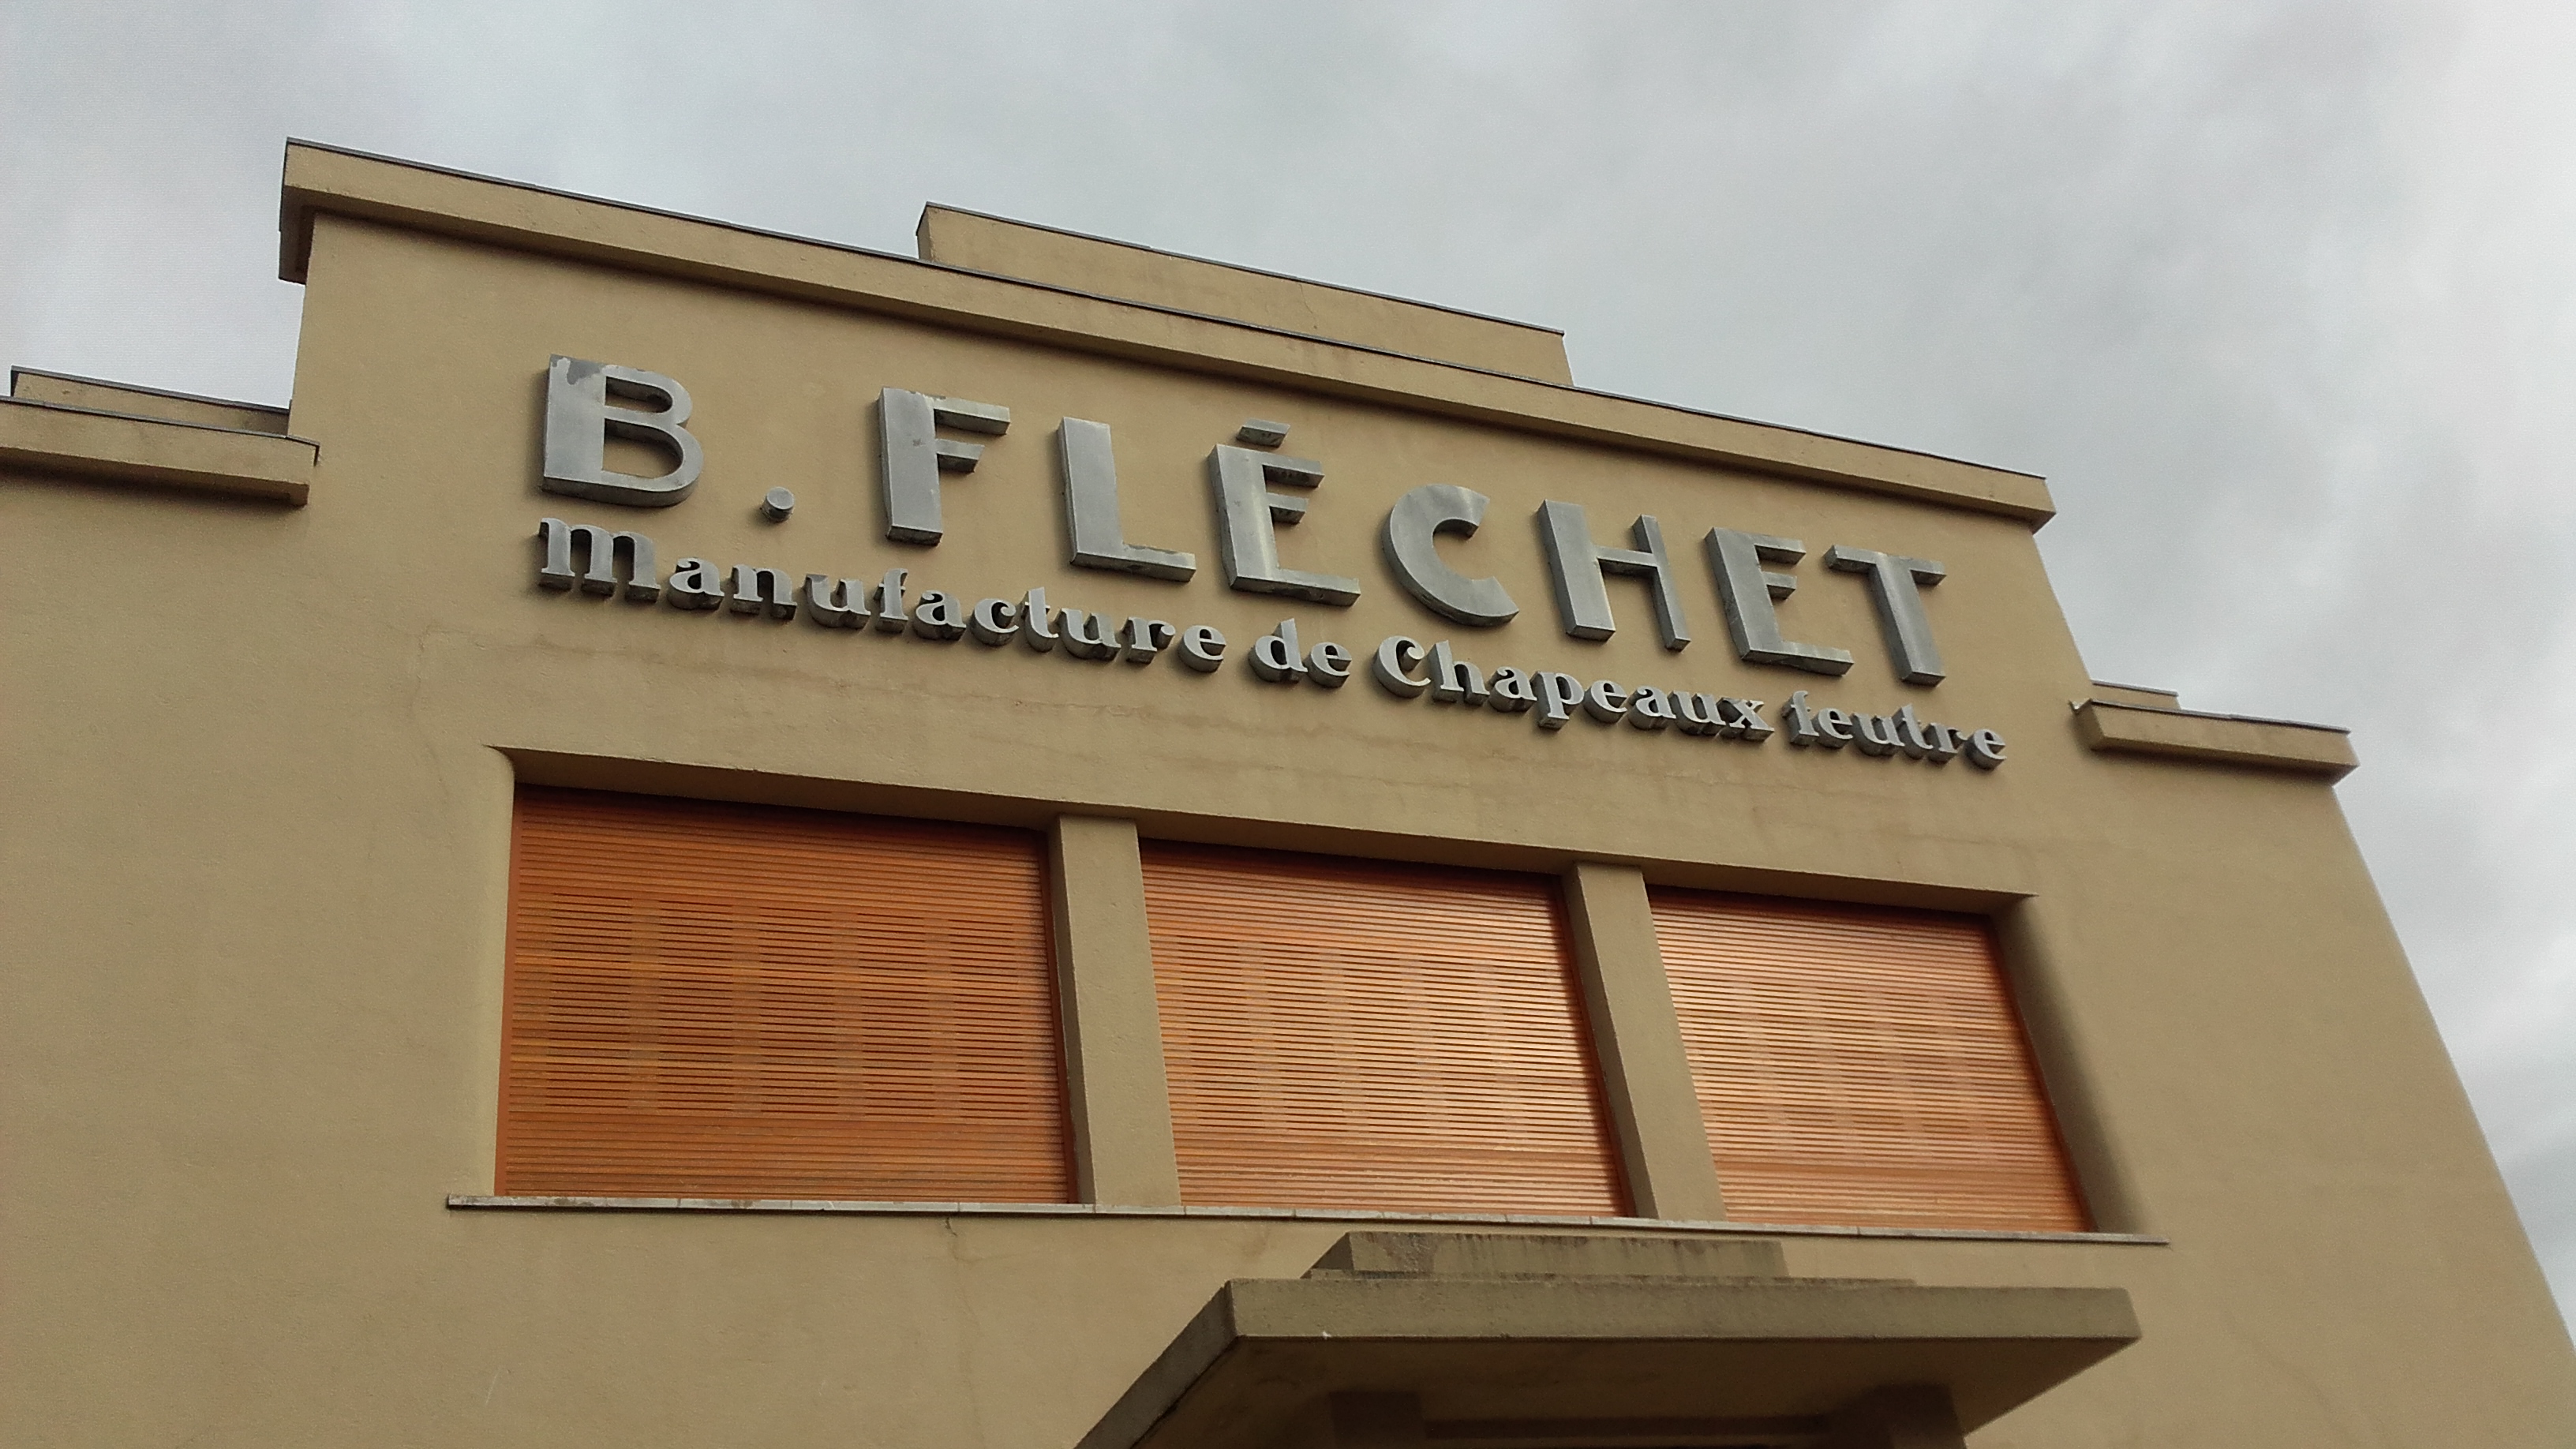 B. FLÉCHET
Manufacture de Chapeaux feutre